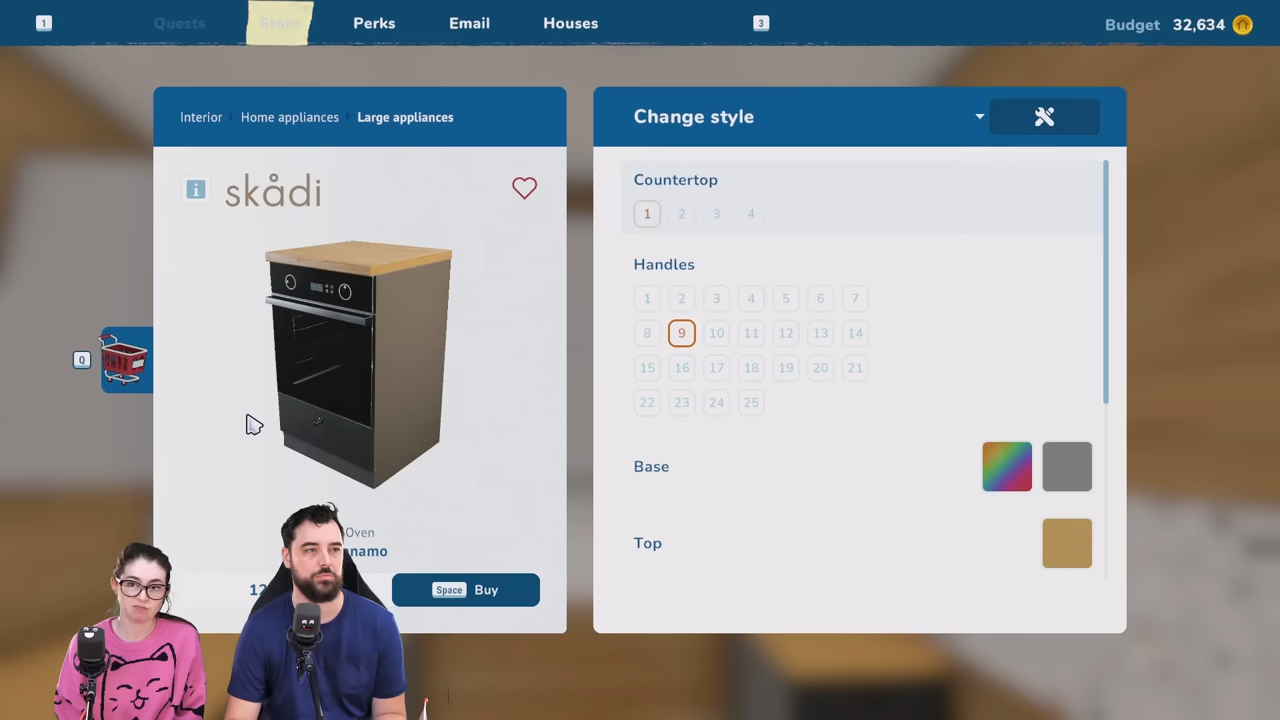 1 Quests Store Perks Email Houses 3 Budget 32,634
Interior Home appliances Large appliances
Change style
i skådi
Countertop
1 2 3 4
Handles
1 2 3 4 5 6 7
8 9 10 11 12 13 14
15 16 17 18 19 20 21
22 23 24 25
Q
Base
Oven
Top
Space Buy